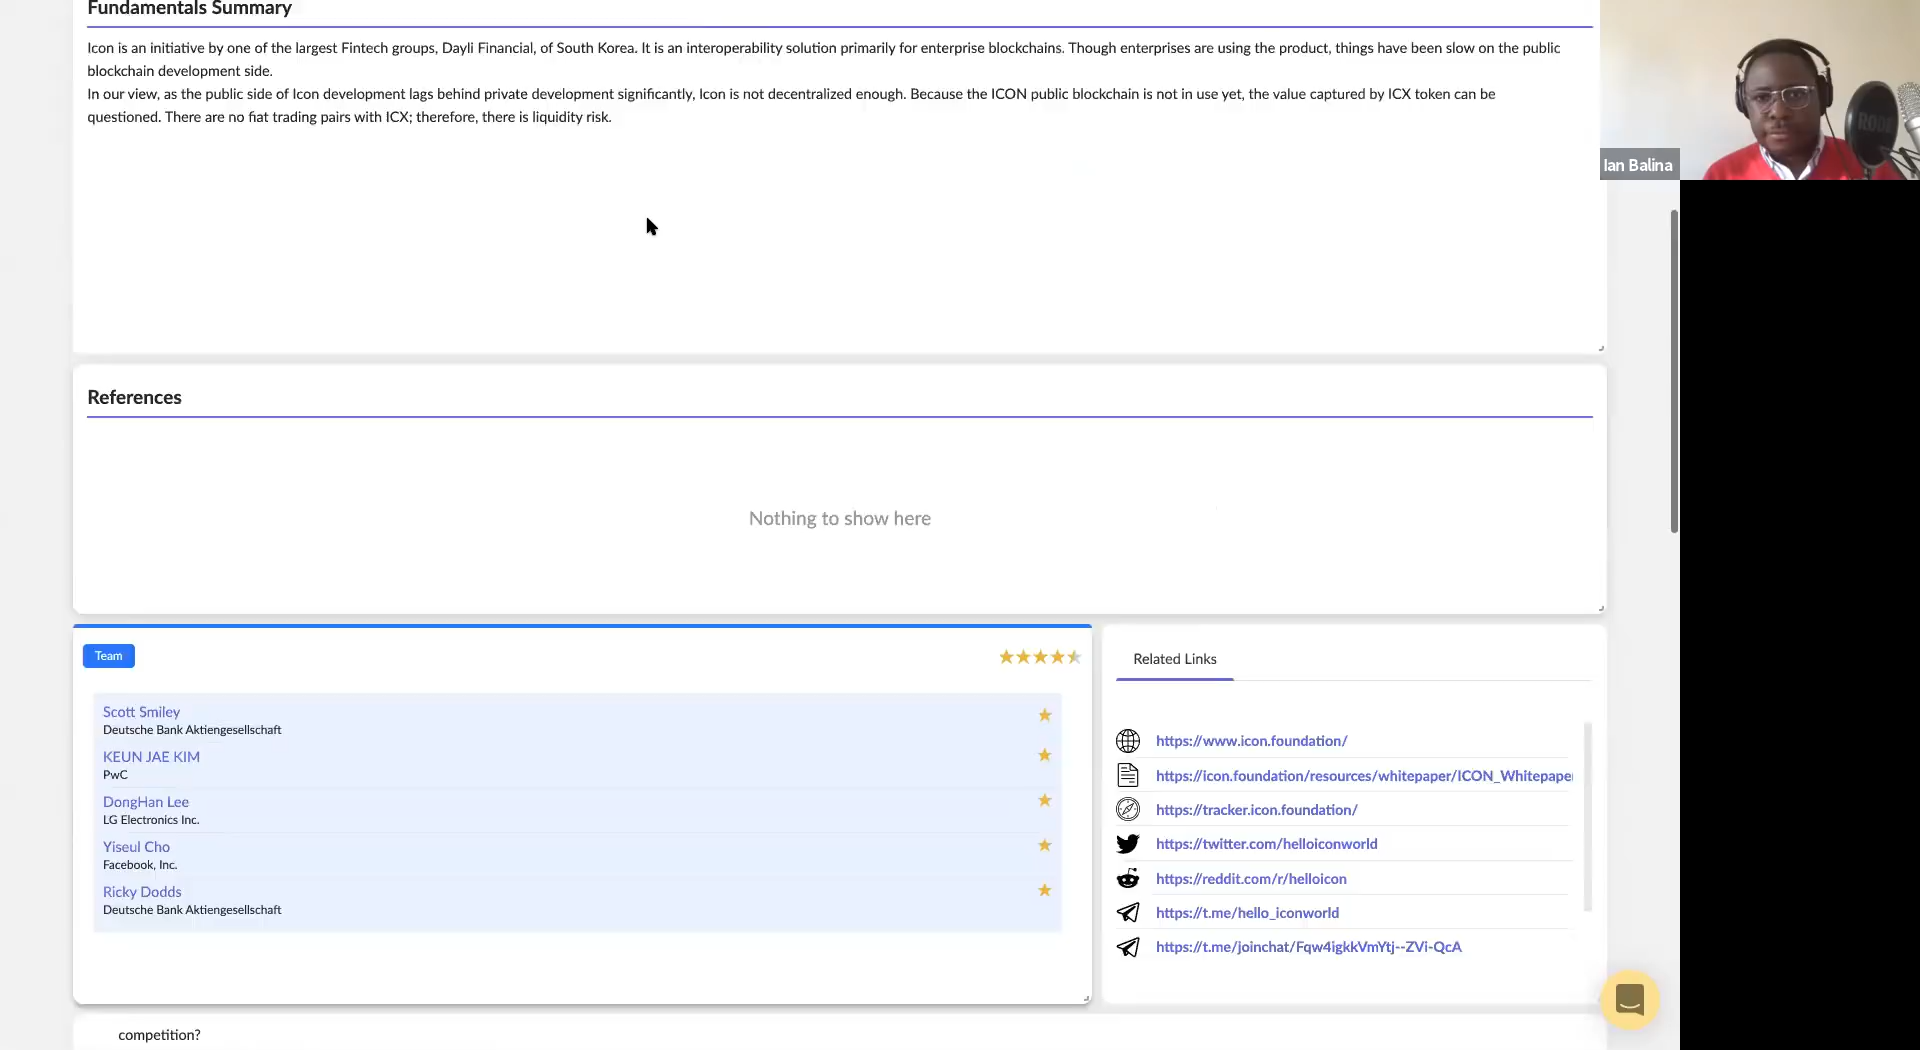 Fundamentals Summary
Icon is an initiative by one of the largest Fintech groups, Dayli Financial, of South Korea. It is an interoperability solution primarily for enterprise blockchains. Though enterprises are using the product, things have been slow on the public
blockchain development side.
In our view, as the public side of Icon development lags behind private development significantly, Icon is not decentralized enough. Because the ICON public blockchain is not in use yet, the value captured by ICX token can be
questioned. There are no fiat trading pairs with ICX; therefore, there is liquidity risk.
RODE
Ian Balina
References
Nothing to show here
Team
Scott Smiley
Deutsche Bank Aktiengesellschaft
KEUN JAE KIM
PwC
DongHan Lee
LG Electronics Inc.
Yiseul Cho
Facebook, Inc.
Ricky Dodds
Deutsche Bank Aktiengesellschaft
Related Links
https://www.icon.foundation/
https://icon.foundation/resources/whitepaper/ICON_Whitepaper
https://tracker.icon.foundation/
https://twitter.com/helloiconworld
https://reddit.com/r/helloicon
https://t.me/hello_iconworld
https://t.me/joinchat/Fqw4igkkVmYtj--ZVi-QcA
competition?